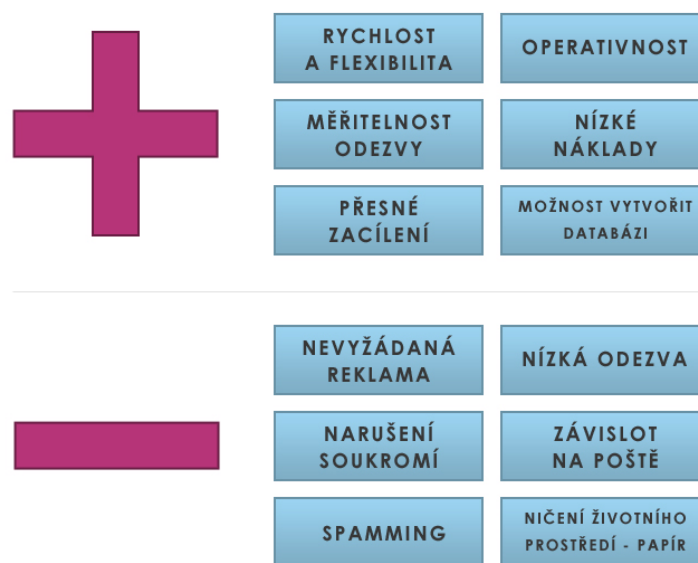 RYCHLOST
A FLEXIBILITA
OPERATIVNOST
MĚŘITELNOST
ODEZVY
NÍZKÉ
NÁKLADY
PŘESNÉ
ZACÍLENÍ
MOŽNOST VYTVOŘIT
DATABÁZI
NEVYŽÁDANÁ
REKLAMA
NÍZKÁ ODEZVA
NARUŠENÍ
SOUKROMÍ
ZÁVISLOT
NA POŠTĚ
SPAMMING
NIČENÍ ŽIVOTNÍHO
PROSTŘEDÍ - PAPÍR